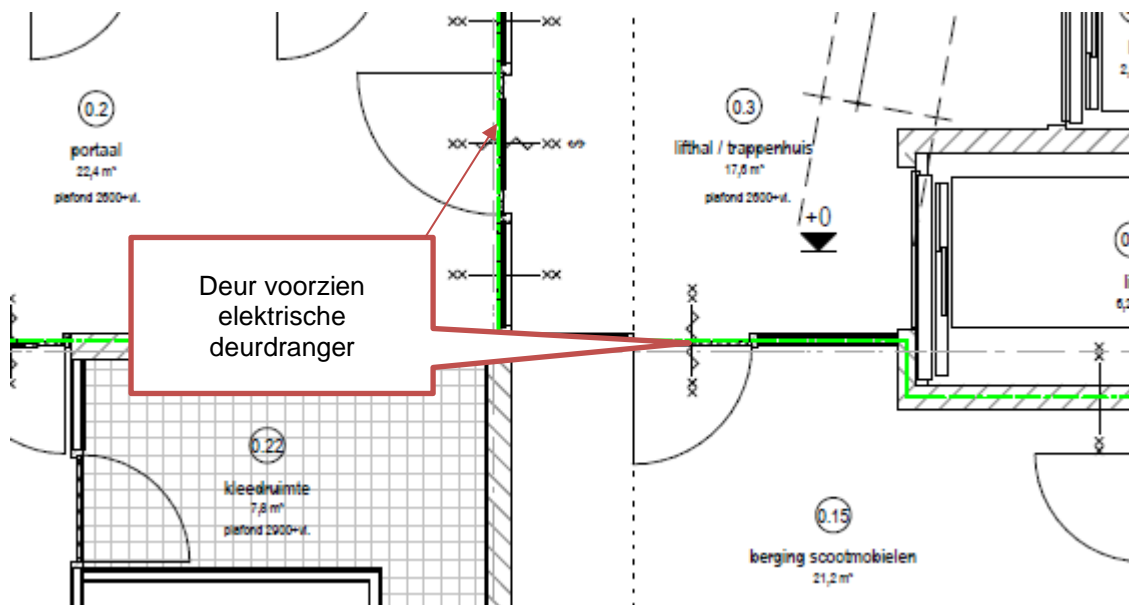 0.2
portaal
22,4 m²
plafond 2600+vl.
0.3
lifthal / trappenhuis
17,6 m²
plafond 2600+vl.
+0
Deur voorzien
elektrische
deurdranger
0.22
kleedruimte
7,8 m²
plafond 2900+vl.
0.15
berging scootmobielen
21,2 m²